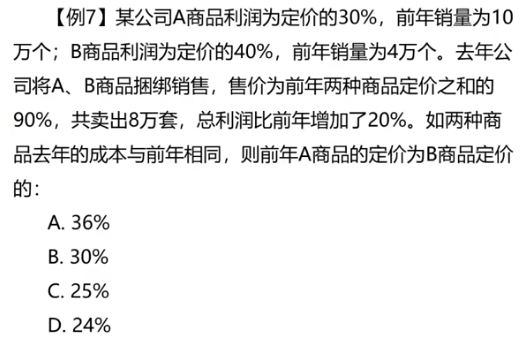 【例7】某公司A商品利润为定价的30%，前年销量为10
万个；B商品利润为定价的40%，前年销量为4万个。去年公
司将A、B商品捆绑销售，售价为前年两种商品定价之和的
90%，共卖出8万套，总利润比前年增加了20%。如两种商
品去年的成本与前年相同，则前年A商品的定价为B商品定价
的：
A. 36%
B. 30%
C. 25%
D. 24%